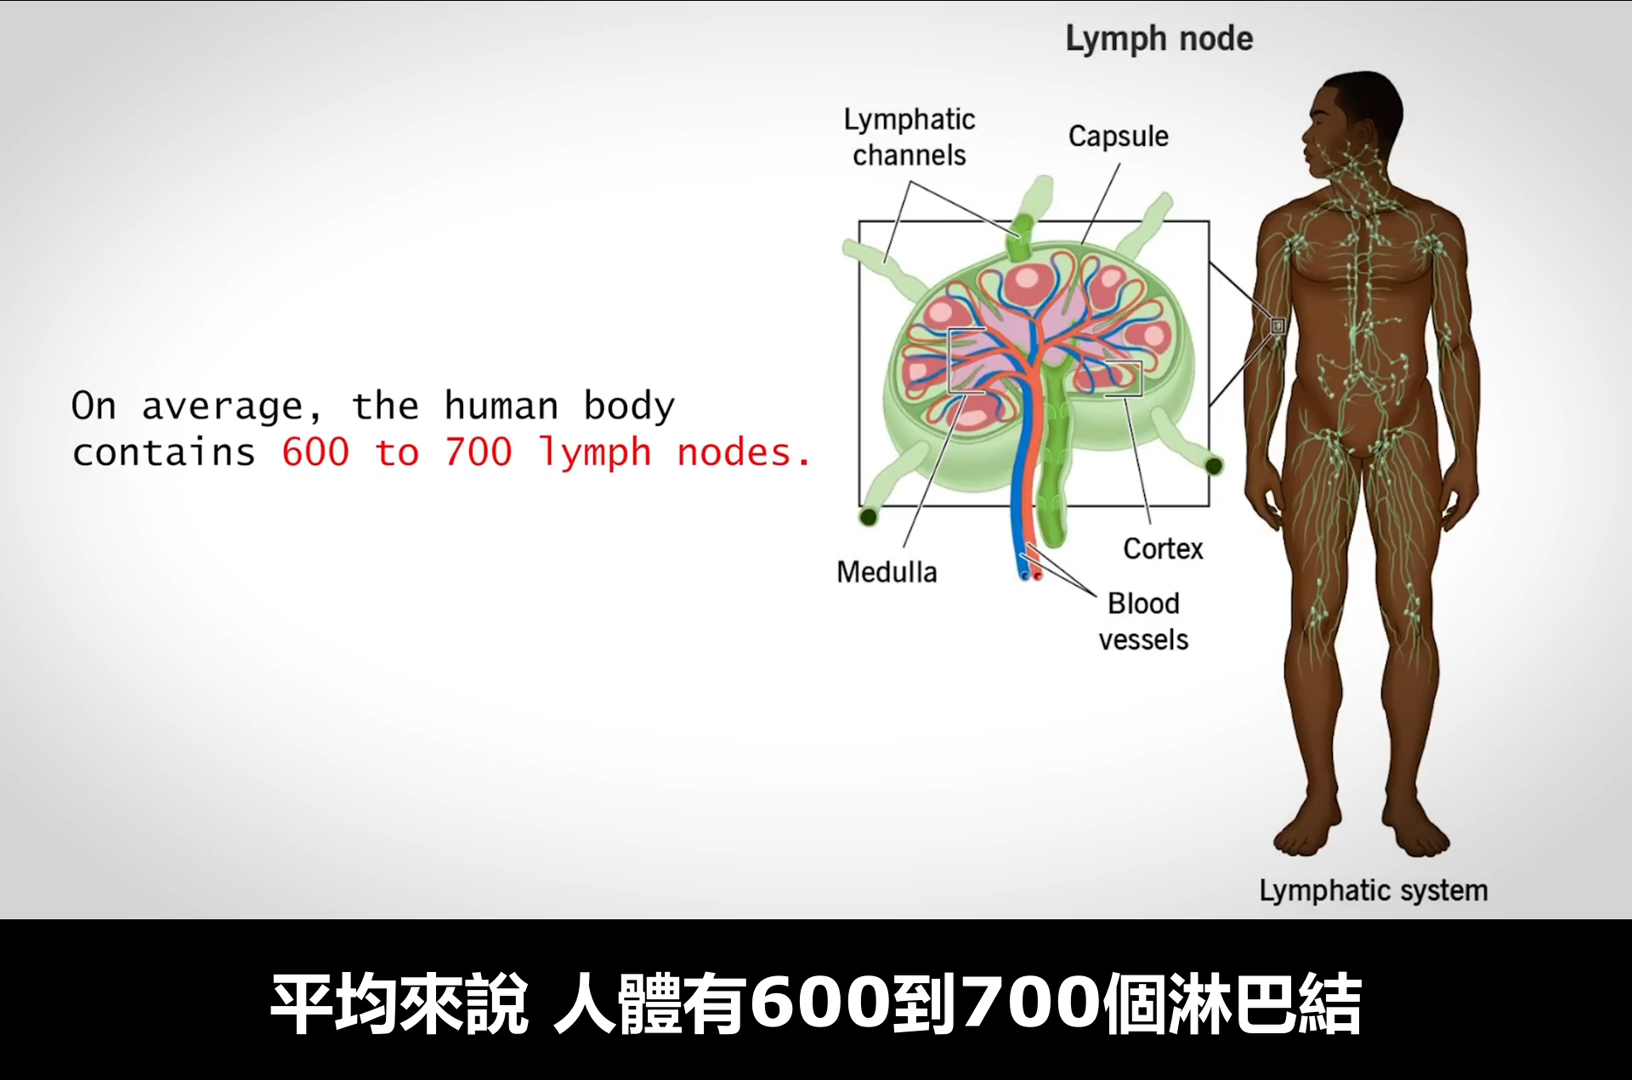 Lymph node
Lymphatic
channels
Capsule
On average, the human body
contains 600 to 700 lymph nodes.
Medulla
Cortex
Blood
vessels
Lymphatic system
平均來說 人體有600到700個淋巴結